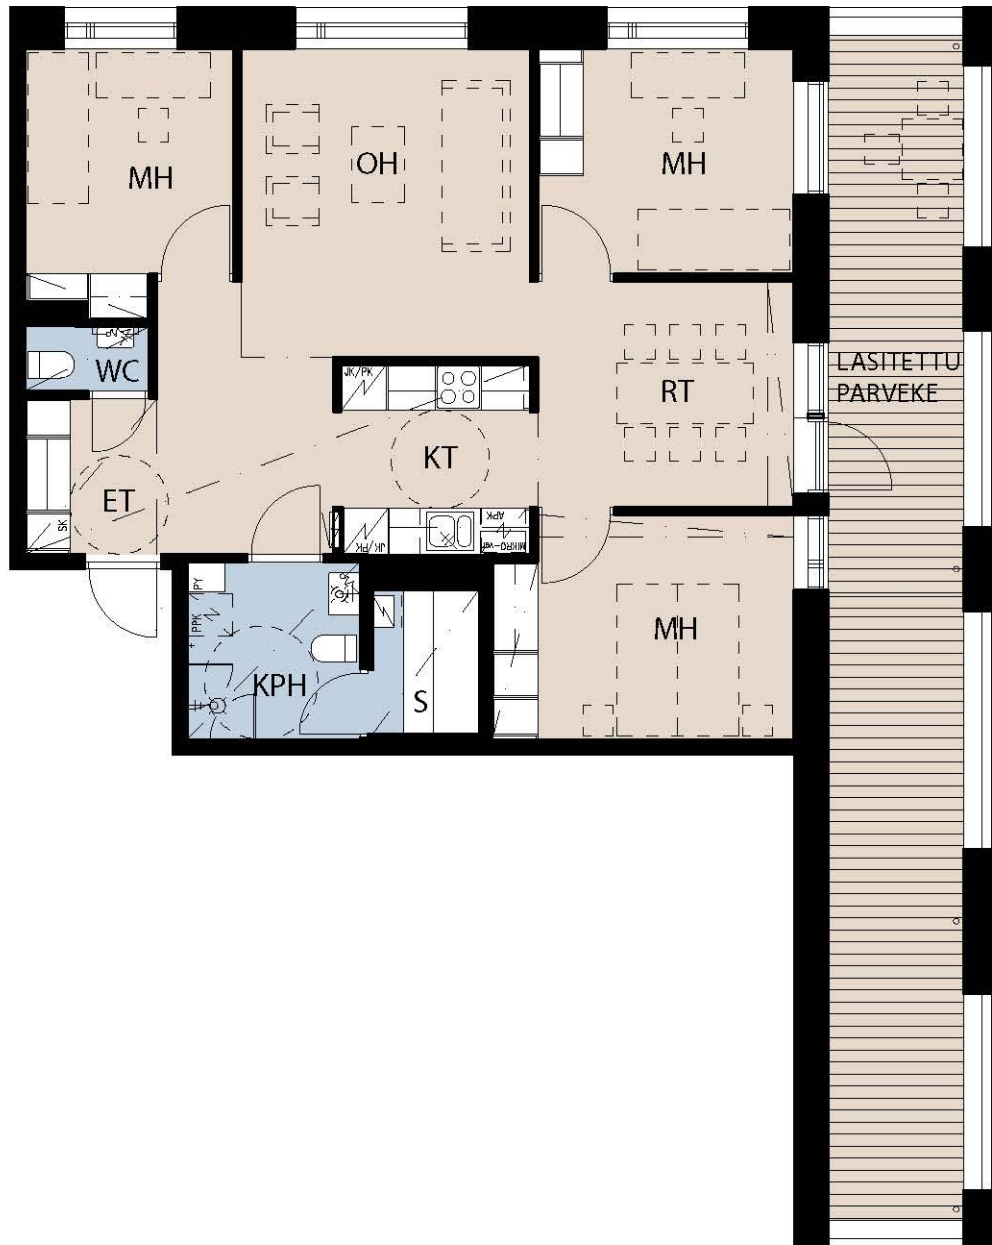 MH
OH
MH
WC
JK/PK
RT
LASITETTU
PARVEKE
KT
ET
SK
JK/PK
APK
MIKRO-var
PY
PPK
KPH
S
MH